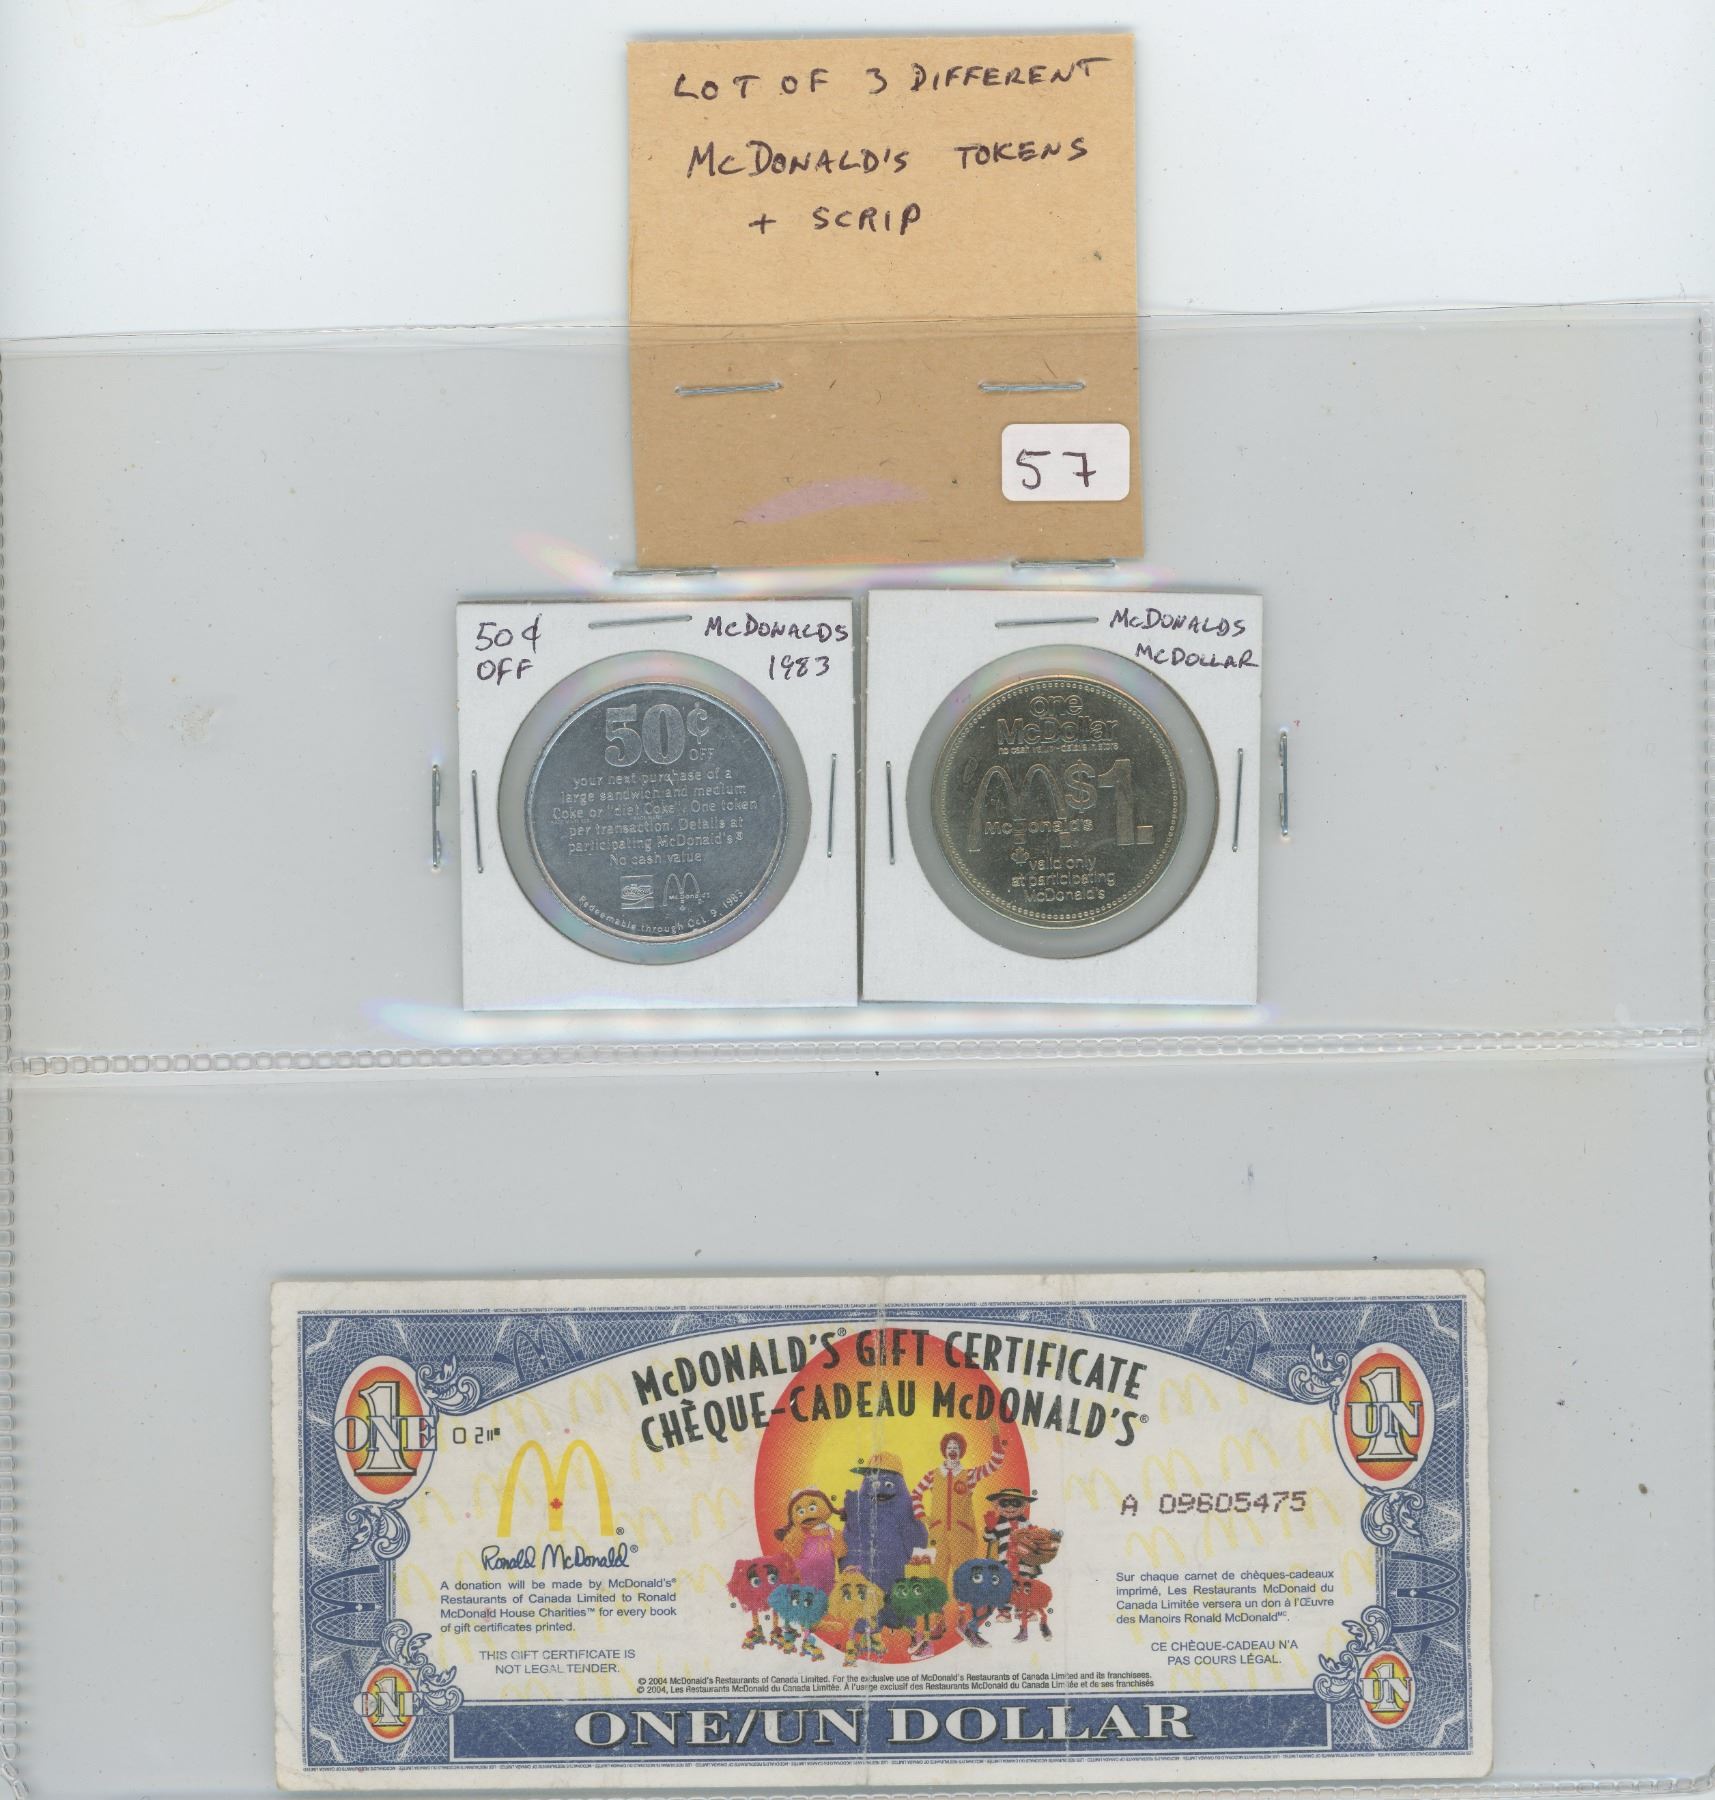 LOT OF 3 DIFFERENT
McDONALD'S TOKENS
+ SCRIP
57
50¢
OFF
McDONALDS
1983
50¢
OFF
your next purchase of a
large sandwich and medium
Coke or "diet Coke". One token
per transaction. Details at
participating McDonald's®
No cash value
McDonald's
Redeemable through Oct. 9, 1983
McDONALDS
McDOLLAR
one
McDollar
no cash value-details in store
$1.
McDonald's
valid only
at participating
McDonald's
McDONALD'S® GIFT CERTIFICATE
CHÈQUE-CADEAU McDONALD'S®
1
ONE
1
UN
A 09605475
Ronald McDonald®
A donation will be made by McDonald's®
Restaurants of Canada Limited to Ronald
McDonald House Charities™ for every book
of gift certificates printed.
THIS GIFT CERTIFICATE IS
NOT LEGAL TENDER.
Sur chaque carnet de chèques-cadeaux
imprimé, Les Restaurants McDonald du
Canada Limitée versera un don à l'Œuvre
des Manoirs Ronald McDonald MC.
CE CHÈQUE-CADEAU N'A
PAS COURS LÉGAL.
© 2004 McDonald's Restaurants of Canada Limited. For the exclusive use of McDonald's Restaurants of Canada Limited and its franchisees.
© 2004, Les Restaurants McDonald du Canada Limitée. À l'usage exclusif des Restaurants McDonald du Canada Limitée et de ses franchisés
1
ONE
1
UN
ONE/UN DOLLAR